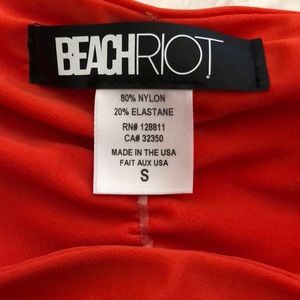 BEACHRIOT
80% NYLON
20% ELASTANE
RN# 128811
CA# 32350
MADE IN THE USA
FAIT AUX USA
S